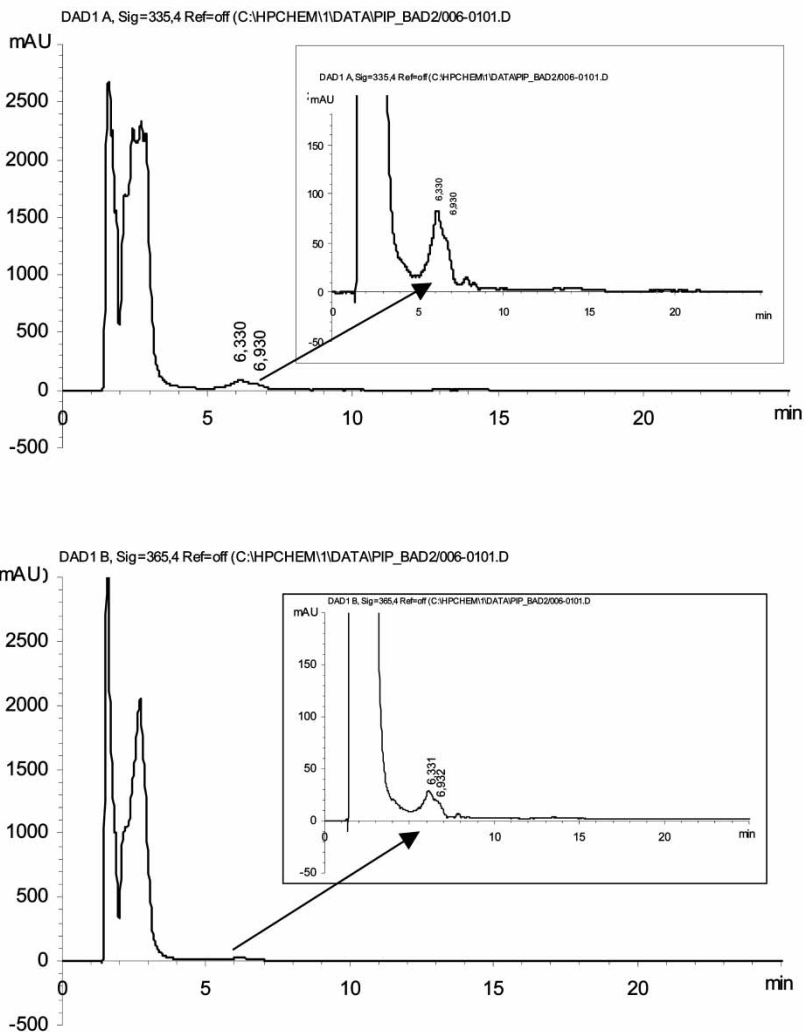 DAD1 A, Sig=335,4 Ref=off (C:\HPCHEM\1\DATA\PIP_BAD2/006-0101.D
mAU
2500
2000
1500
1000
500
0
-500
0 5 10 15 20 min
6,330
6,930
DAD1 A, Sig=335,4 Ref=off (C:\HPCHEM\1\DATA\PIP_BAD2/006-0101.D
mAU
150
100
50
0
-50
0 5 10 15 20 min
6,330
6,930
DAD1 B, Sig=365,4 Ref=off (C:\HPCHEM\1\DATA\PIP_BAD2/006-0101.D
mAU)
2500
2000
1500
1000
500
0
-500
0 5 10 15 20 min
DAD1 B, Sig=365,4 Ref=off (C:\HPCHEM\1\DATA\PIP_BAD2/006-0101.D
mAU
150
100
50
0
-50
0 5 10 15 20 min
6,331
6,932